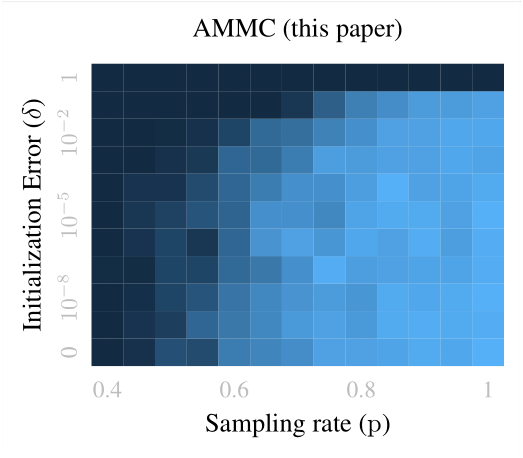 AMMC (this paper)
Initialization Error (δ)
1
10⁻²
10⁻⁵
10⁻⁸
0
0.4 0.6 0.8 1
Sampling rate (p)